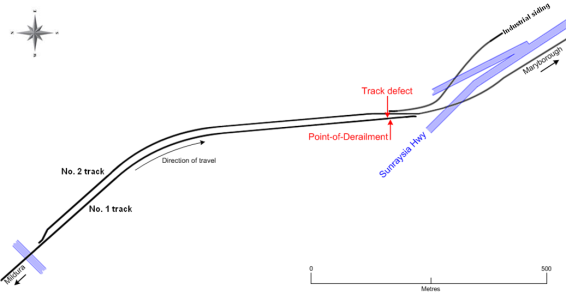 Industrial siding
Maryborough
Track defect
Point-of-Derailment
Sunraysia Hwy
Direction of travel
No. 2 track
No. 1 track
Mildura
0
500
Metres